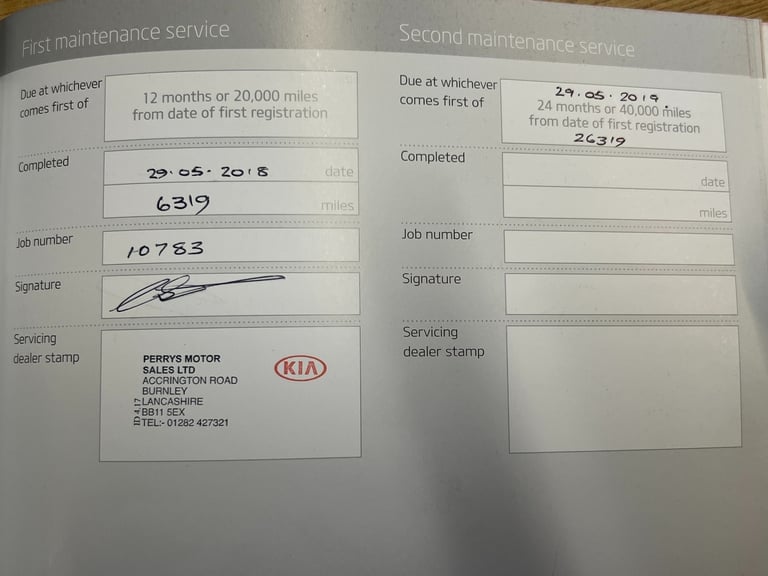 First maintenance service
Due at whichever
comes first of
12 months or 20,000 miles
from date of first registration
Completed
29.05.2018 date
6319 miles
Job number
10783
Signature
Servicing
dealer stamp
PERRYS MOTOR
SALES LTD
ACCRINGTON ROAD
BURNLEY
LANCASHIRE
BB11 5EX
TEL:- 01282 427321
ID 4.17
KIA
Second maintenance service
Due at whichever
comes first of
29.05.2019.
24 months or 40,000 miles
from date of first registration
26319
Completed
date
miles
Job number
Signature
Servicing
dealer stamp